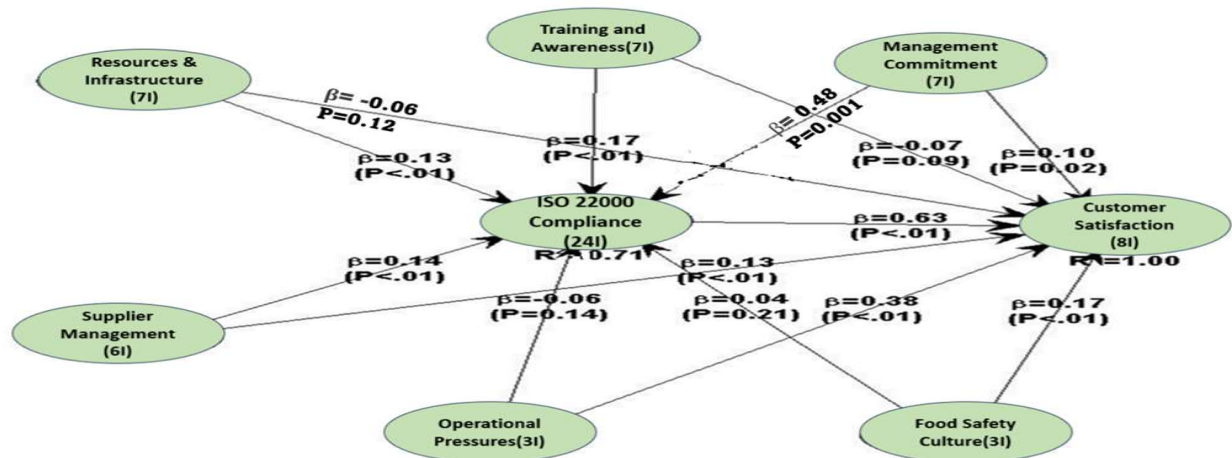 Training and
Awareness(7I)
Resources &
Infrastructure
(7I)
Management
Commitment
(7I)
β= -0.06
P=0.12
β= 0.48
P=0.001
β=0.13
(P<.01)
β=0.17
(P<.01)
β=-0.07
(P=0.09)
β=0.10
(P=0.02)
ISO 22000
Compliance
(24I)
0.71
β=0.63
(P<.01)
Customer
Satisfaction
(8I)
=1.00
β=0.14
(P<.01)
β=0.13
(P<.01)
β=-0.06
(P=0.14)
β=0.04
(P=0.21)
β=0.38
(P<.01)
β=0.17
(P<.01)
Supplier
Management
(6I)
Operational
Pressures(3I)
Food Safety
Culture(3I)